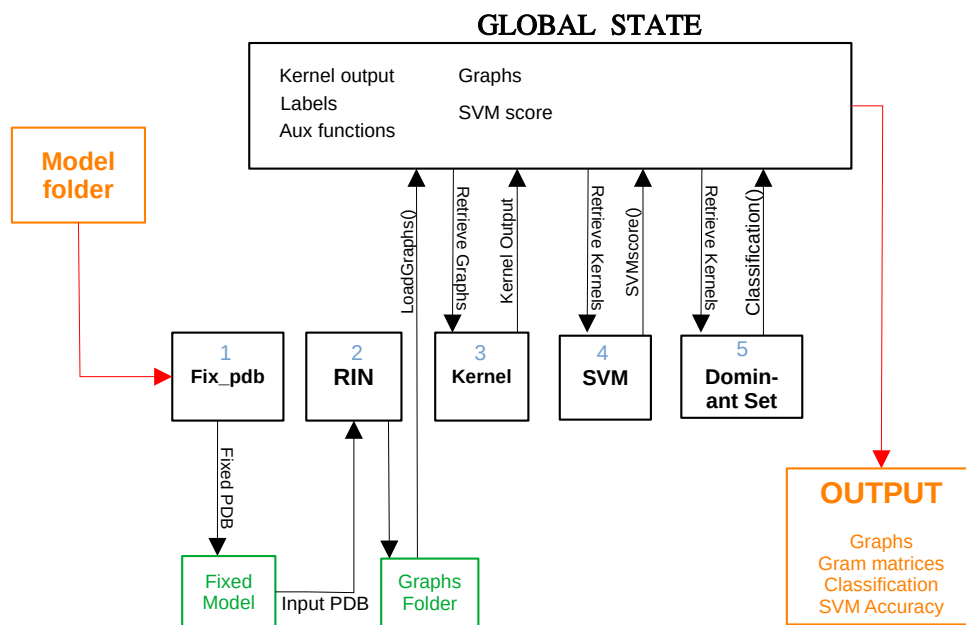 GLOBAL STATE
Kernel output
Labels
Aux functions
Graphs
SVM score
Model
folder
LoadGraphs()
Retrieve Graphs
Kernel Output
Retrieve Kernels
SVMscore()
Retrieve Kernels
Classification()
1
Fix_pdb
2
RIN
3
Kernel
4
SVM
5
Domin-
ant Set
Fixed PDB
Fixed
Model
Input PDB
Graphs
Folder
OUTPUT
Graphs
Gram matrices
Classification
SVM Accuracy